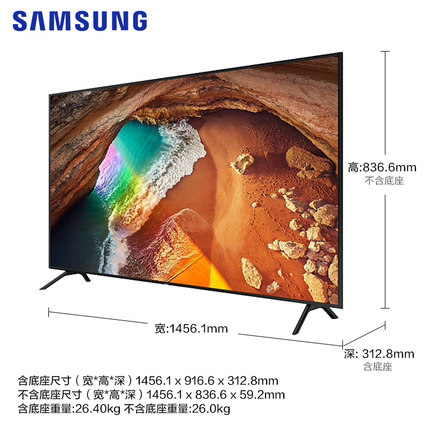 SAMSUNG
高:836.6mm
不含底座
宽:1456.1mm
深: 312.8mm
含底座
含底座尺寸（宽*高*深）1456.1 x 916.6 x 312.8mm
不含底座尺寸（宽*高*深）1456.1 x 836.6 x 59.2mm
含底座重量:26.40kg 不含底座重量:26.0kg